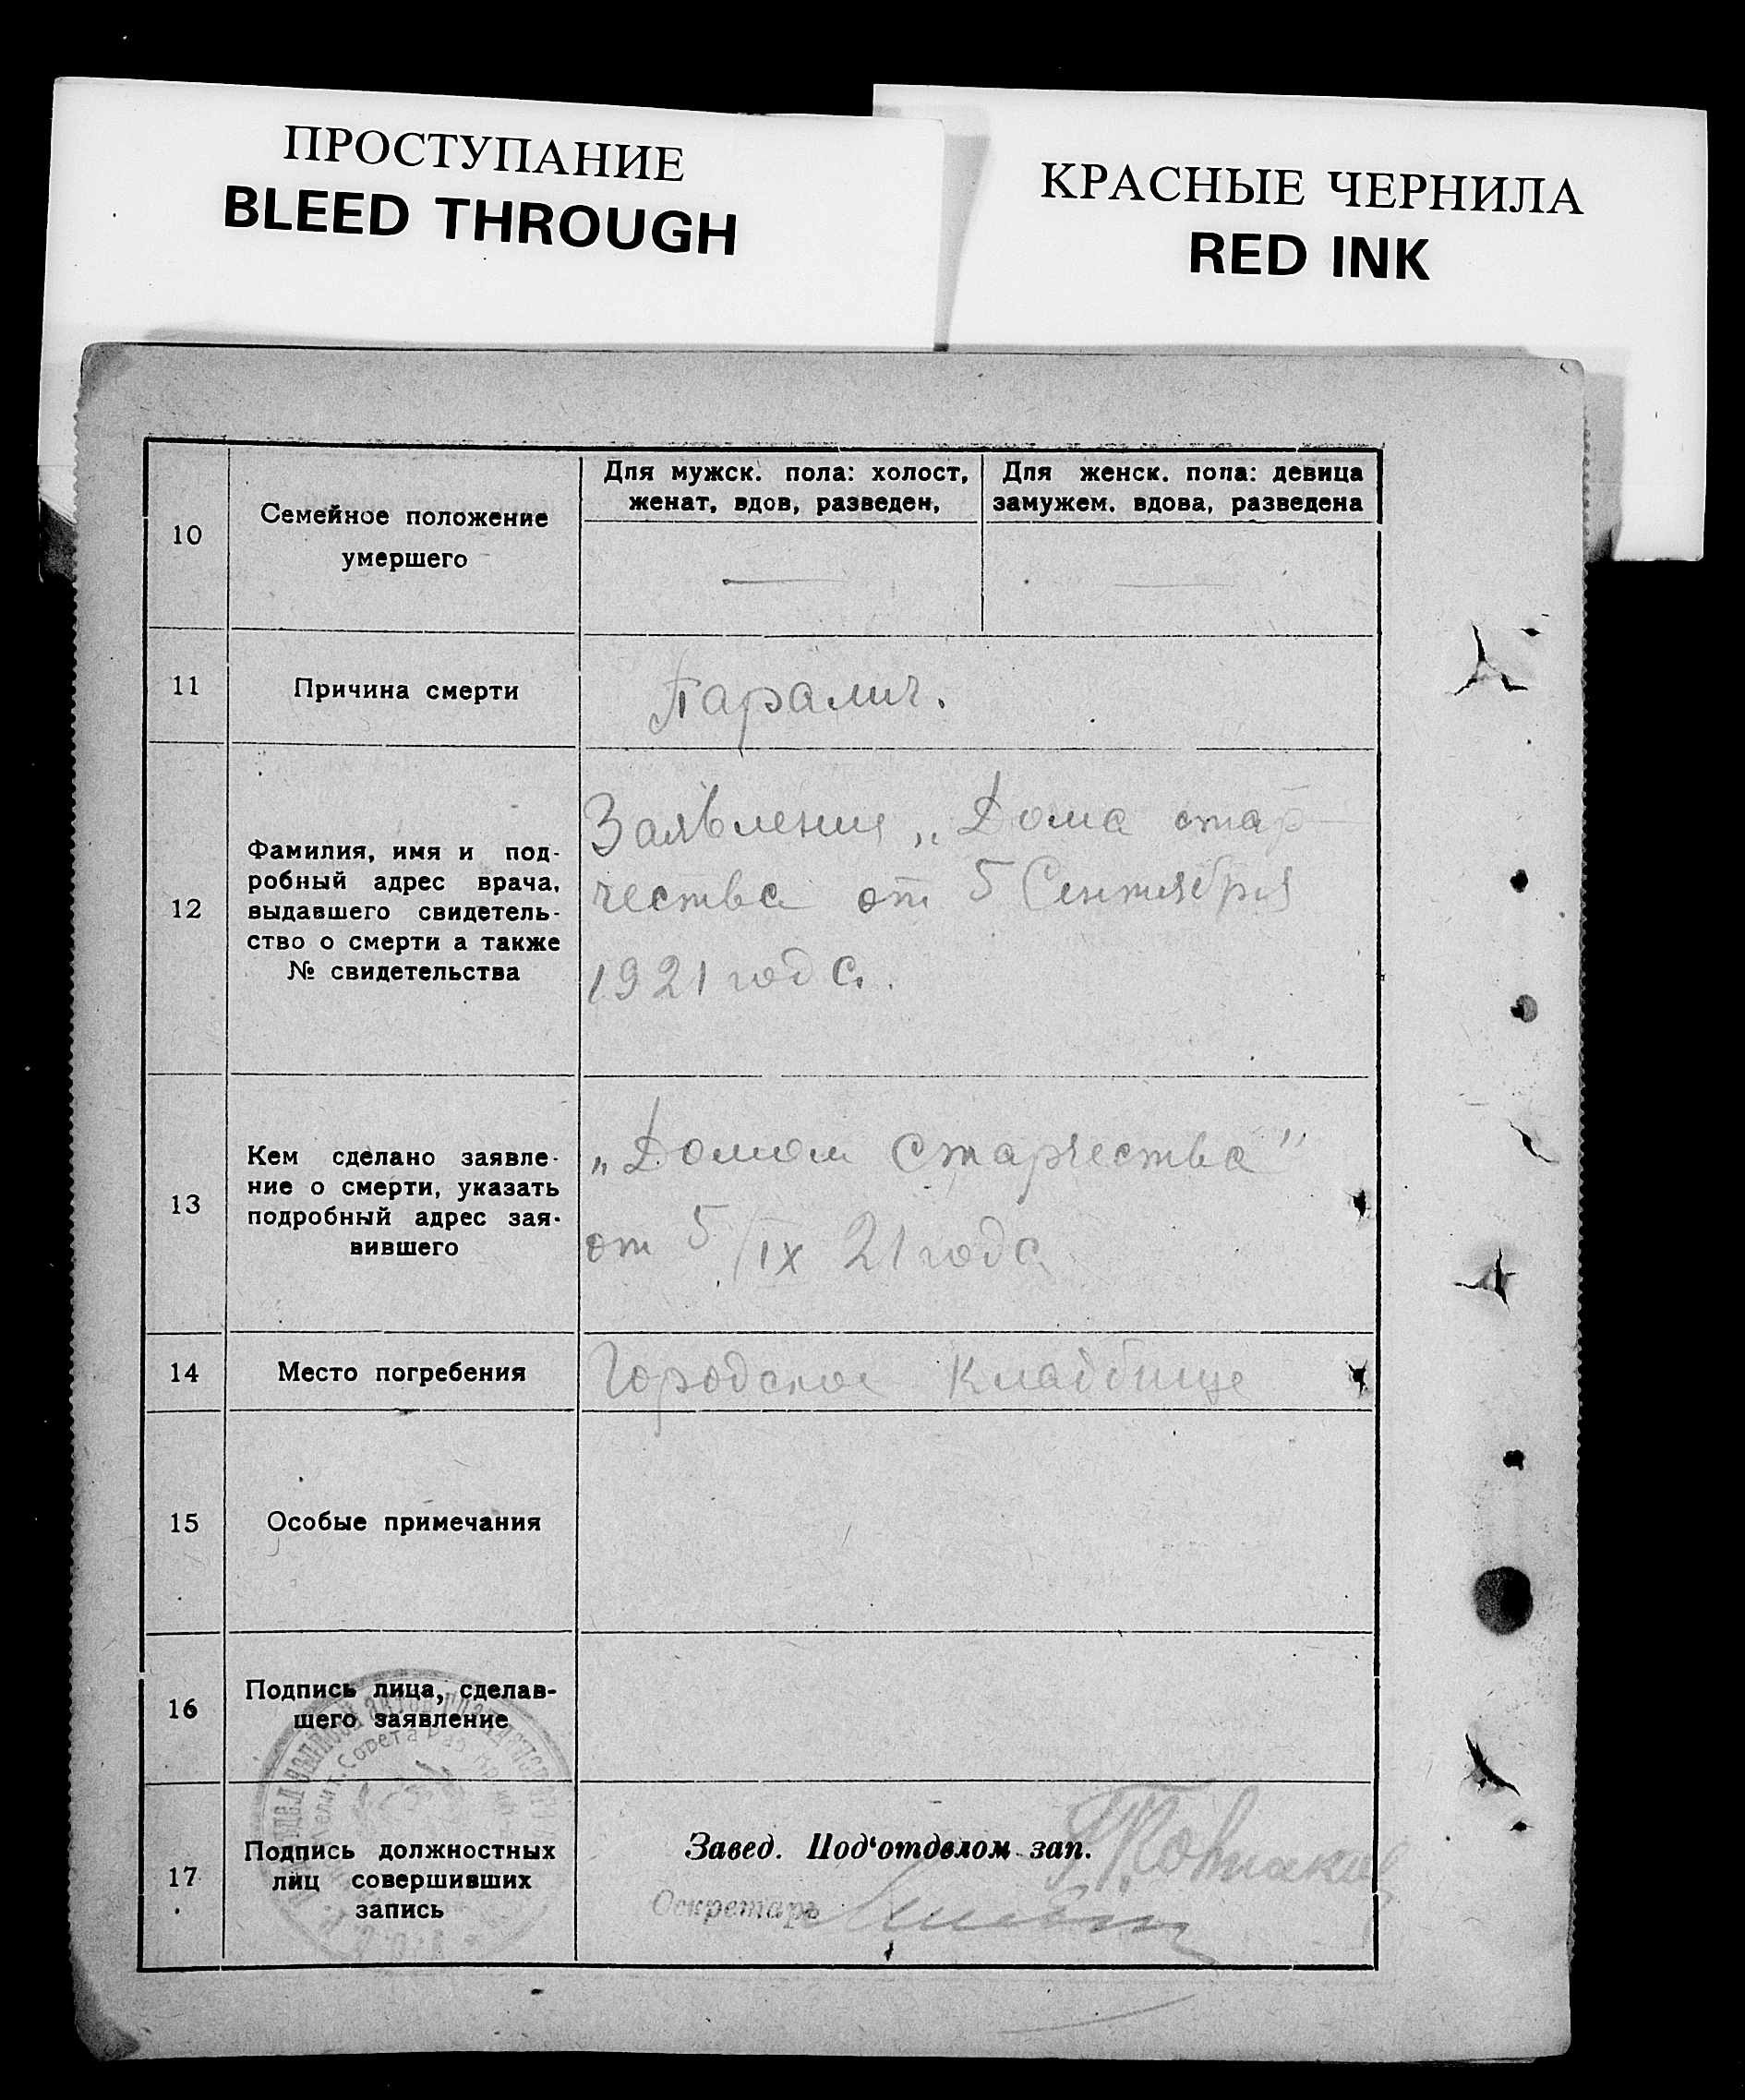 ПРОСТУПАНИЕ
BLEED THROUGH
КРАСНЫЕ ЧЕРНИЛА
RED INK
10
Семейное положение
умершего
Для мужск. пола: холост,
женат, вдов, разведен,
Для женск. пола: девица
замужем. вдова, разведена
11
Причина смерти
Паралич.
12
Фамилия, имя и под-
робный адрес врача,
выдавшего свидетель-
ство о смерти а также
№ свидетельства
Заявление „Дома стар-
чества от 5 Сентября
1921 года.
13
Кем сделано заявле-
ние о смерти, указать
подробный адрес зая-
вившего
„Домом Старчества"
от 5/IX 21 года
14
Место погребения
Городское Кладбище
15
Особые примечания
16
Подпись лица, сделав-
шего заявление
17
Подпись должностных
лиц совершивших
запись
Завед. Под‘отделом зап.
Секретарь